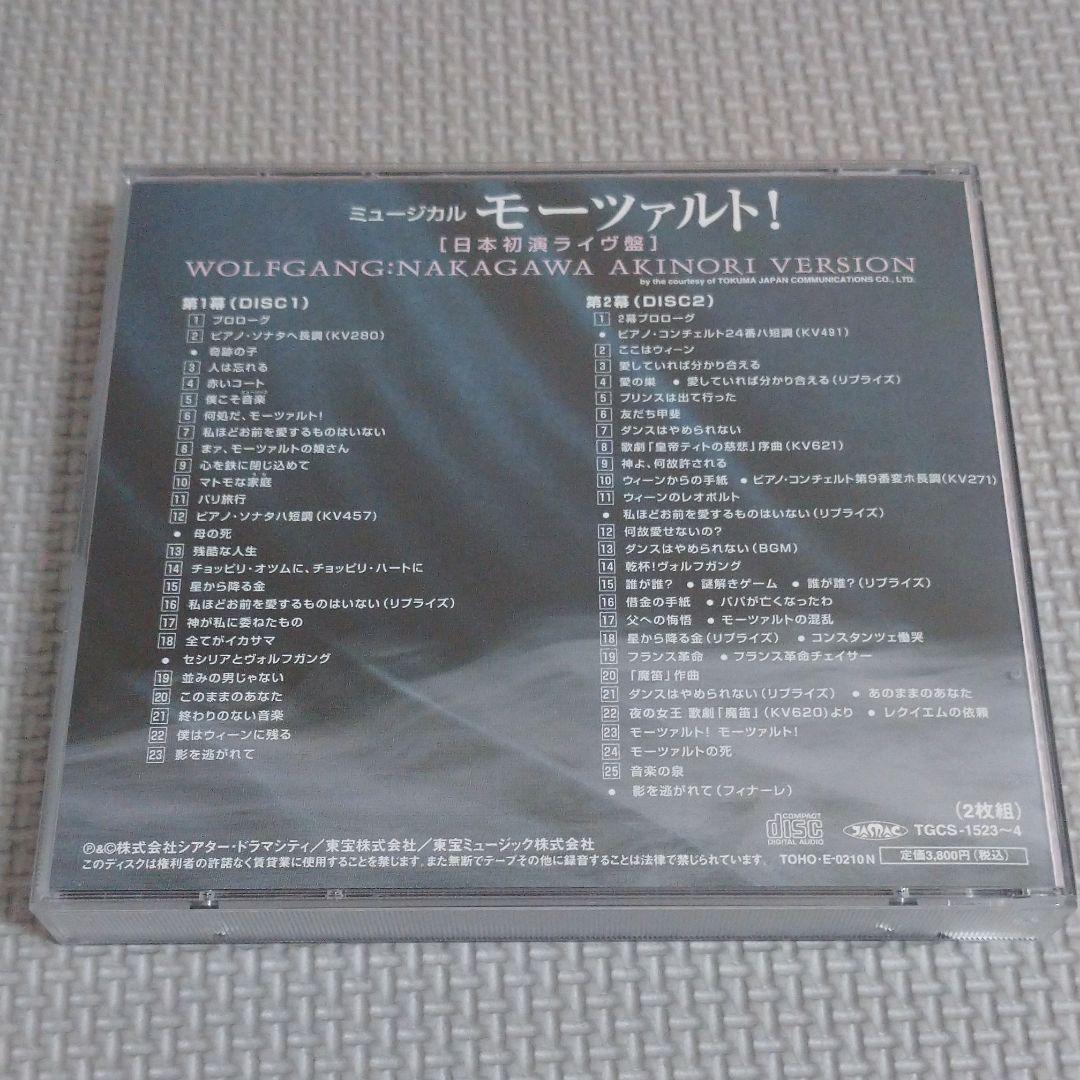 ミュージカル モーツァルト!
[日本初演ライヴ盤]
WOLFGANG:NAKAGAWA AKINORI VERSION
by the courtesy of TOKUMA JAPAN COMMUNICATIONS CO., LTD.
第1幕(DISC1)
1 プロローグ
2 ピアノ・ソナタヘ長調(KV280)
● 奇跡の子
3 人は忘れる
4 赤いコート
5 僕こそ音楽
6 何処だ、モーツァルト!
7 私ほどお前を愛するものはいない
8 まァ、モーツァルトの娘さん
9 心を鉄に閉じ込めて
10 マトモな家庭
11 パリ旅行
12 ピアノ・ソナタハ短調(KV457)
● 母の死
13 残酷な人生
14 チョッピリ・オツムに、チョッピリ・ハートに
15 星から降る金
16 私ほどお前を愛するものはいない(リプライズ)
17 神が私に委ねたもの
18 全てがイカサマ
● セシリアとヴォルフガング
19 並みの男じゃない
20 このままのあなた
21 終わりのない音楽
22 僕はウィーンに残る
23 影を逃がれて
第2幕(DISC2)
1 2幕プロローグ
● ピアノ・コンチェルト24番ハ短調(KV491)
2 ここはウィーン
3 愛していれば分かり合える
4 愛の巣 ● 愛していれば分かり合える(リプライズ)
5 プリンスは出て行った
6 友だち甲斐
7 ダンスはやめられない
8 歌劇「皇帝ティトの慈悲」序曲(KV621)
9 神よ、何故許される
10 ウィーンからの手紙 ● ピアノ・コンチェルト第9番変ホ長調(KV271)
11 ウィーンのレオポルト
● 私ほどお前を愛するものはいない(リプライズ)
12 何故愛せないの?
13 ダンスはやめられない(BGM)
14 乾杯!ヴォルフガング
15 誰が誰? ● 謎解きゲーム ● 誰が誰?(リプライズ)
16 借金の手紙 ● パパが亡くなったわ
17 父への悔悟 ● モーツァルトの混乱
18 星から降る金(リプライズ) ● コンスタンツェ慟哭
19 フランス革命 ● フランス革命チェイサー
20 「魔笛」作曲
21 ダンスはやめられない(リプライズ) ● あのままのあなた
22 夜の女王 歌劇「魔笛」(KV620)より ● レクイエムの依頼
23 モーツァルト! モーツァルト!
24 モーツァルトの死
25 音楽の泉
● 影を逃がれて(フィナーレ)
(2枚組)
COMPACT disc DIGITAL AUDIO JASRAC TGCS-1523〜4
℗&©株式会社シアター・ドラマシティ/東宝株式会社/東宝ミュージック株式会社
このディスクは権利者の許諾なく賃貸業に使用することを禁じます。また無断でテープその他に録音することは法律で禁じられています。 TOHO・E-0210N 定価3,800円(税込)